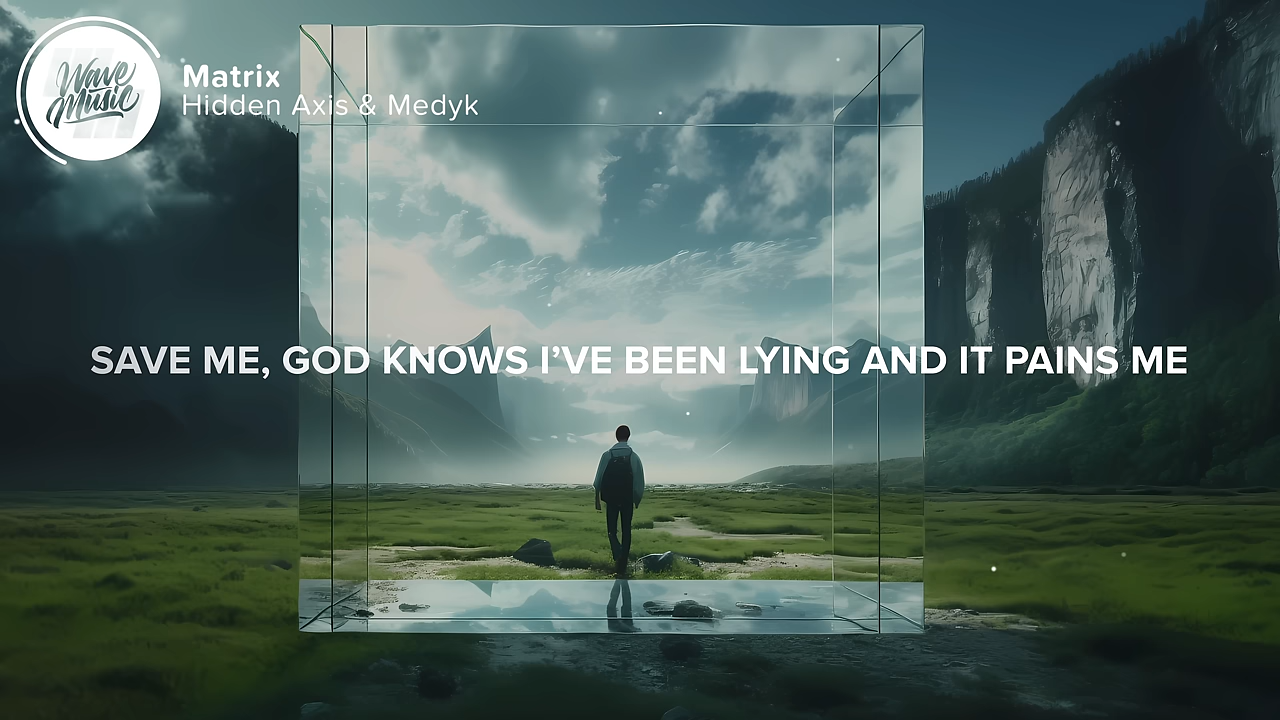 Wave
Music
Matrix
Hidden Axis & Medyk
SAVE ME, GOD KNOWS I’VE BEEN LYING AND IT PAINS ME